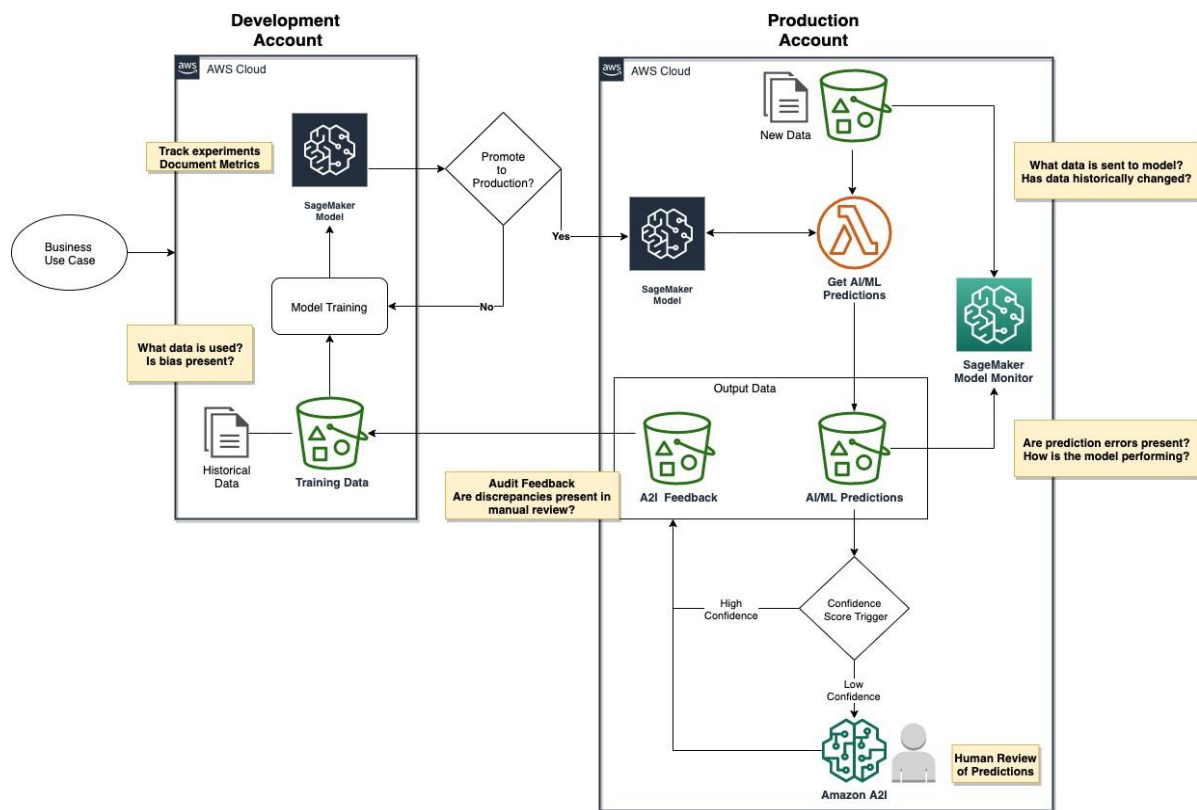 Development
Account
Production
Account
aws
AWS Cloud
aws
AWS Cloud
New Data
Track experiments
Document Metrics
SageMaker
Model
Promote
to
Production?
What data is sent to model?
Has data historically changed?
Business
Use Case
Yes
SageMaker
Model
Get AI/ML
Predictions
Model Training
No
What data is used?
Is bias present?
SageMaker
Model Monitor
Output Data
Historical
Data
Training Data
A2I Feedback
AI/ML Predictions
Are prediction errors present?
How is the model performing?
Audit Feedback
Are discrepancies present in
manual review?
High
Confidence
Confidence
Score Trigger
Low
Confidence
Amazon A2I
Human Review
of Predictions